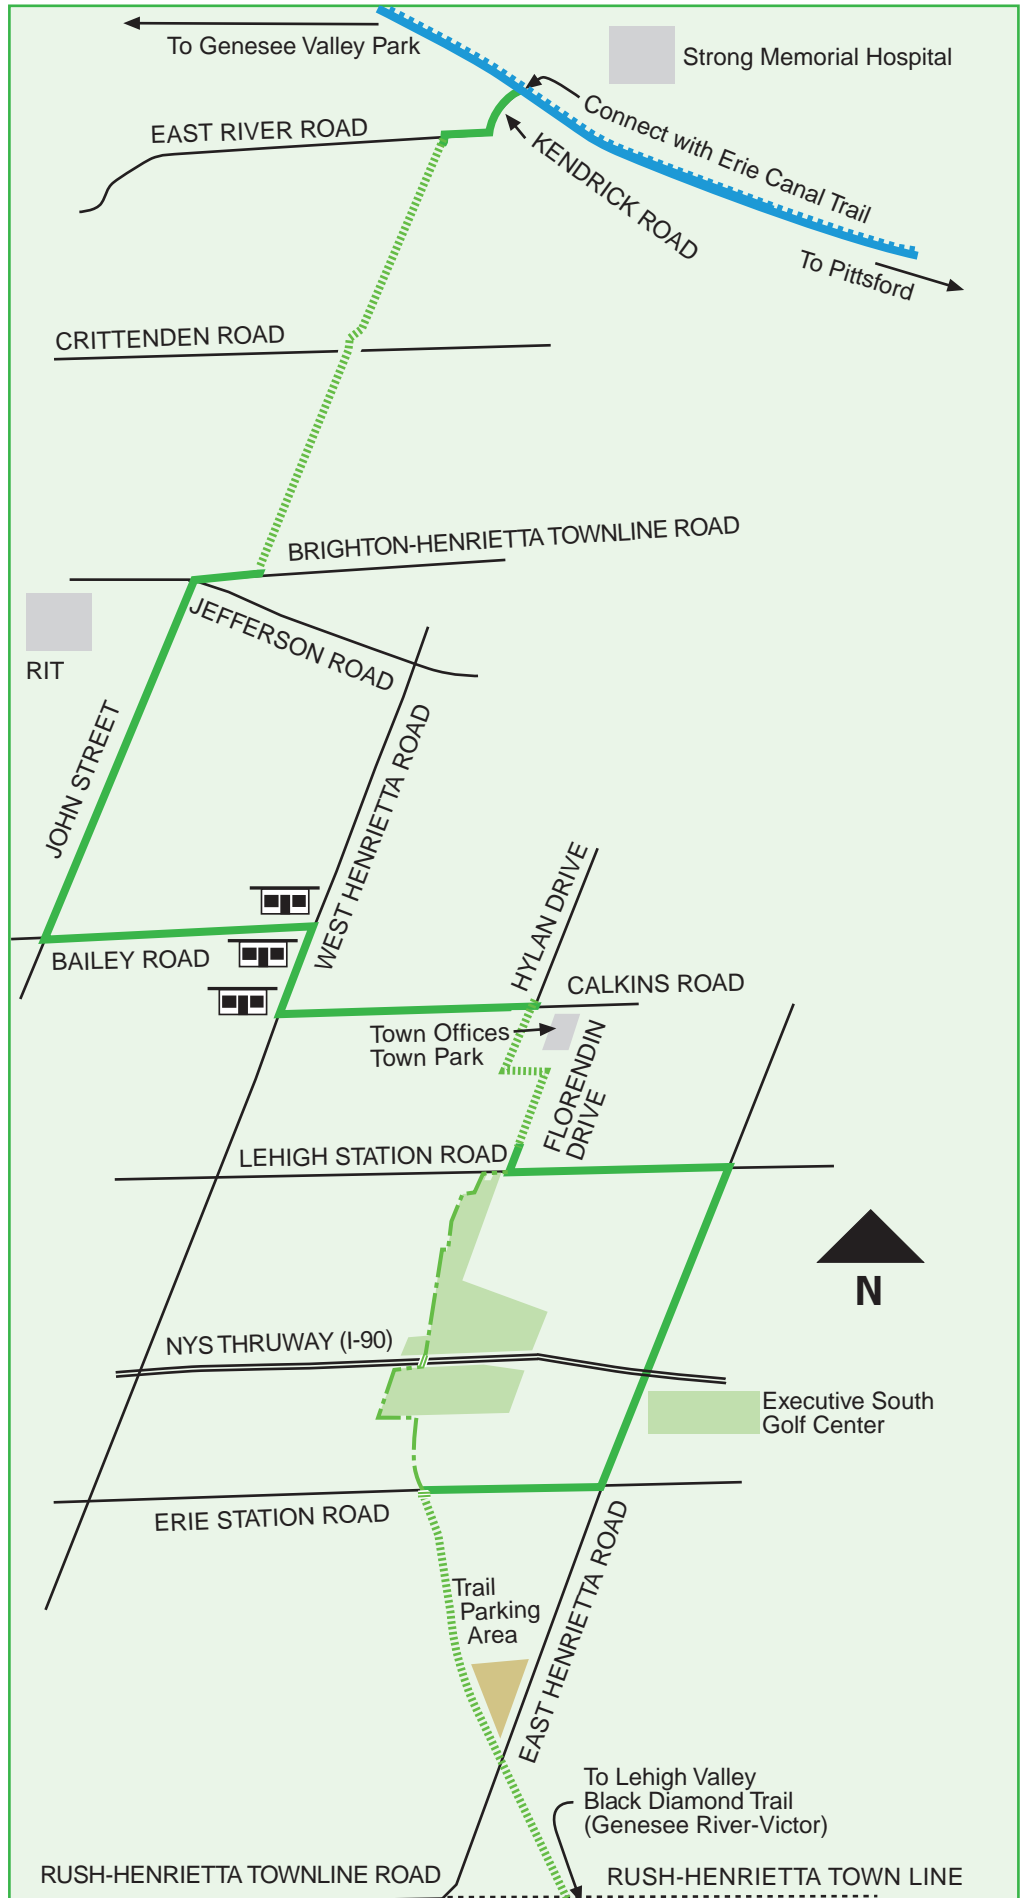 To Genesee Valley Park
Strong Memorial Hospital
Connect with Erie Canal Trail
EAST RIVER ROAD
KENDRICK ROAD
To Pittsford
CRITTENDEN ROAD
BRIGHTON-HENRIETTA TOWNLINE ROAD
JEFFERSON ROAD
RIT
JOHN STREET
WEST HENRIETTA ROAD
HYLAN DRIVE
BAILEY ROAD
CALKINS ROAD
Town Offices
Town Park
FLORENDIN
DRIVE
LEHIGH STATION ROAD
N
NYS THRUWAY (I-90)
Executive South
Golf Center
ERIE STATION ROAD
EAST HENRIETTA ROAD
Trail
Parking
Area
To Lehigh Valley
Black Diamond Trail
(Genesee River-Victor)
RUSH-HENRIETTA TOWNLINE ROAD
RUSH-HENRIETTA TOWN LINE